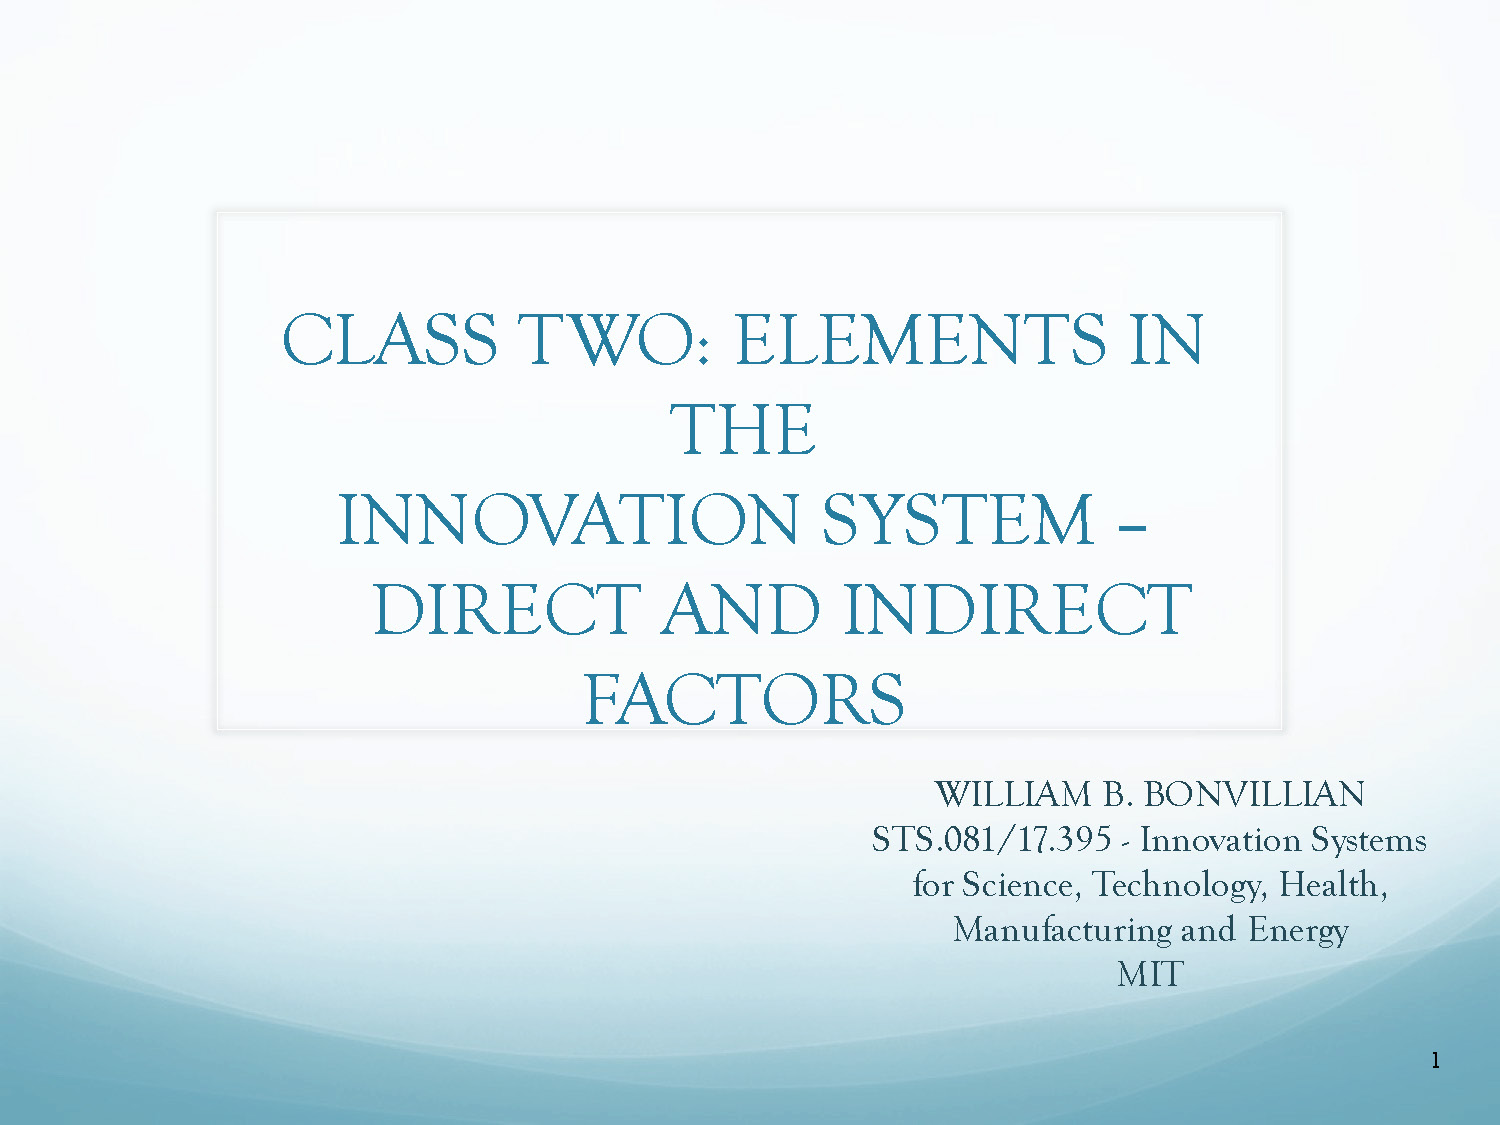 CLASS TWO: ELEMENTS IN
THE
INNOVATION SYSTEM –
DIRECT AND INDIRECT
FACTORS
WILLIAM B. BONVILLIAN
STS.081/17.395 - Innovation Systems
for Science, Technology, Health,
Manufacturing and Energy
MIT
1